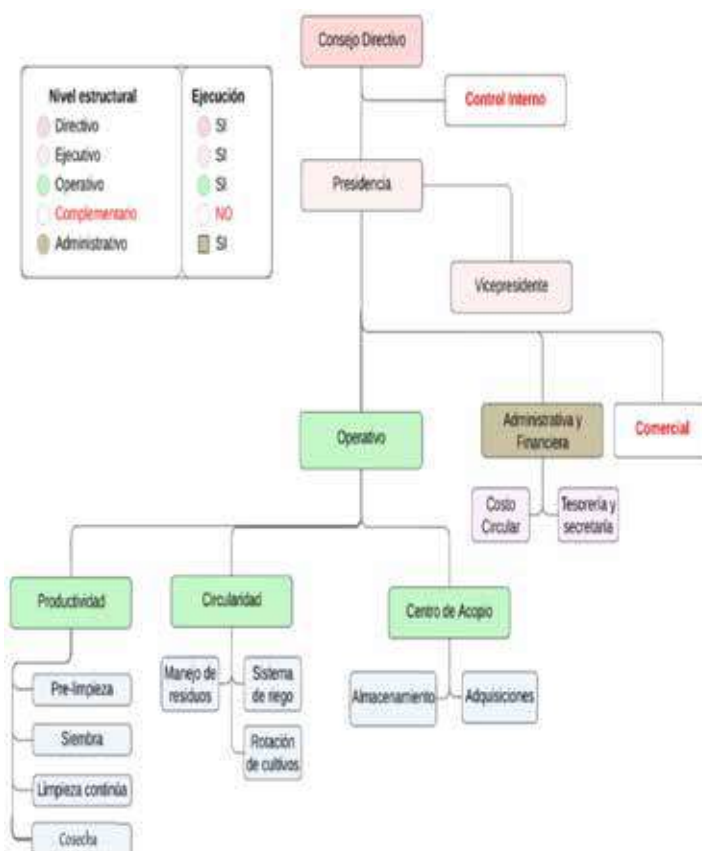 Consejo Directivo
Nivel estructural
Ejecución
Directivo
SI
Ejecutivo
SI
Operativo
SI
Complementario
NO
Administrativo
SI
Control Interno
Presidencia
Vicepresidente
Operativo
Administrativa y
Financiera
Comercial
Costo
Circular
Tesorería y
secretaría
Productividad
Circularidad
Centro de Acopio
Pre-limpieza
Siembra
Limpieza continúa
Cosecha
Manejo de
residuos
Sistema
de riego
Rotación
de cultivos
Almacenamiento
Adquisiciones